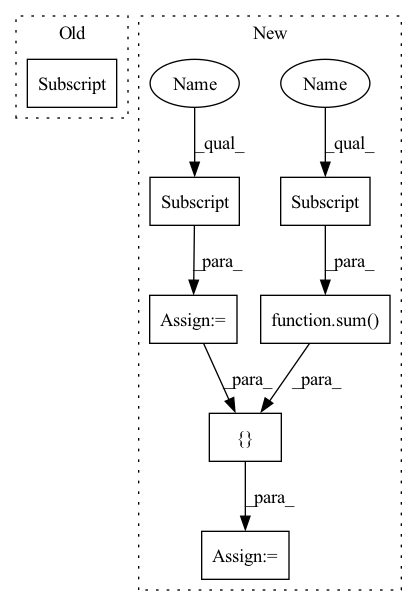 Old
New
Subscript
Name
Name
_qual_
_qual_
Subscript
Subscript
_para_
_para_
Assign:=
function.sum()
_para_
_para_
{}
_para_
Assign:=